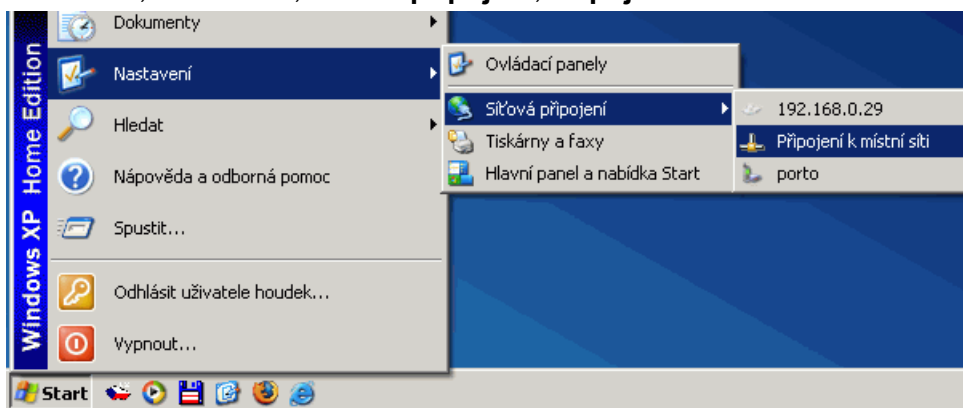 Dokumenty
Nastavení
Hledat
Nápověda a odborná pomoc
Spustit...
Odhlásit uživatele houdek...
Vypnout...
Windows XP Home Edition
Ovládací panely
Síťová připojení
Tiskárny a faxy
Hlavní panel a nabídka Start
192.168.0.29
Připojení k místní síti
porto
Start